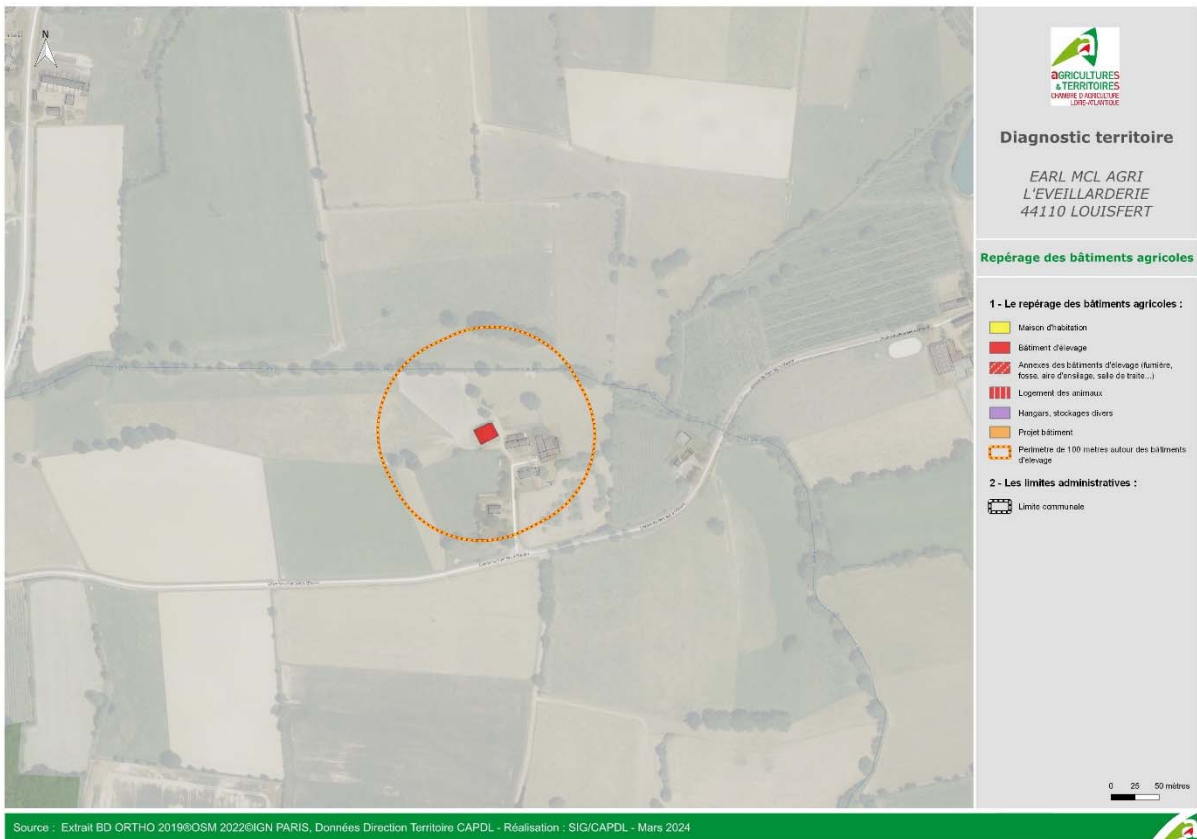 N
aGRICULTURES
& TERRITOIRES
CHAMBRE D'AGRICULTURE
LOIRE-ATLANTIQUE
Diagnostic territoire
EARL MCL AGRI
L'EVEILLARDERIE
44110 LOUISFERT
Repérage des bâtiments agricoles
1 - Le repérage des bâtiments agricoles :
Maison d'habitation
Bâtiment d'élevage
Annexes des bâtiments d'élevage (fumière,
fosse, aire d'ensilage, salle de traite...)
Logement des animaux
Hangars, stockages divers
Projet bâtiment
Périmètre de 100 mètres autour des bâtiments
d'élevage
2 - Les limites administratives :
Limite communale
0 25 50 mètres
Source : Extrait BD ORTHO 2019®OSM 2022©IGN PARIS, Données Direction Territoire CAPDL - Réalisation : SIG/CAPDL - Mars 2024